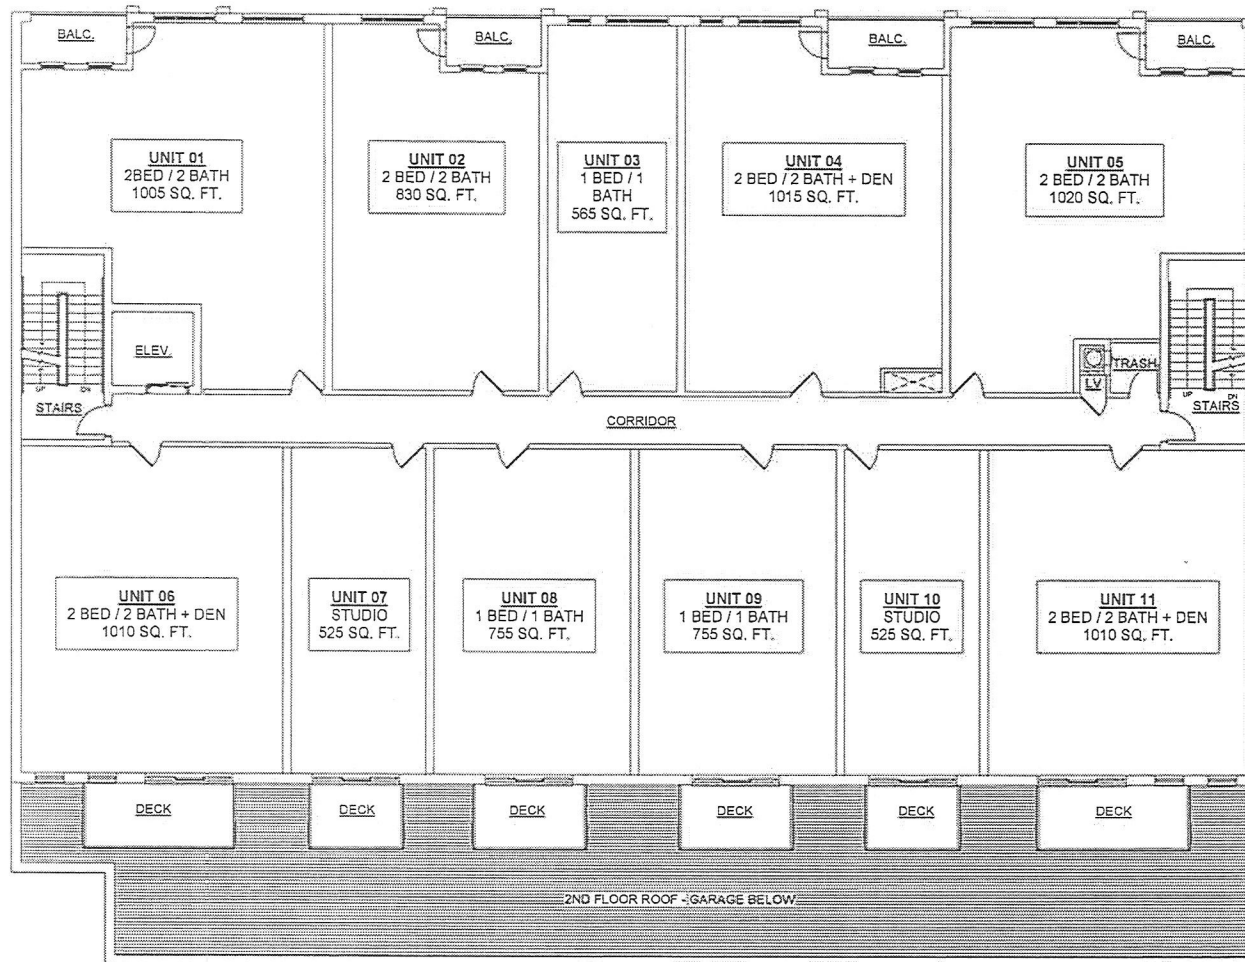 BALC.
BALC.
BALC.
BALC.
UNIT 01
2BED / 2 BATH
1005 SQ. FT.
UNIT 02
2 BED / 2 BATH
830 SQ. FT.
UNIT 03
1 BED / 1
BATH
565 SQ. FT.
UNIT 04
2 BED / 2 BATH + DEN
1015 SQ. FT.
UNIT 05
2 BED / 2 BATH
1020 SQ. FT.
ELEV.
UP
DN
STAIRS
TRASH
LV
UP
DN
STAIRS
CORRIDOR
UNIT 06
2 BED / 2 BATH + DEN
1010 SQ. FT.
UNIT 07
STUDIO
525 SQ. FT.
UNIT 08
1 BED / 1 BATH
755 SQ. FT.
UNIT 09
1 BED / 1 BATH
755 SQ. FT.
UNIT 10
STUDIO
525 SQ. FT.
UNIT 11
2 BED / 2 BATH + DEN
1010 SQ. FT.
DECK
DECK
DECK
DECK
DECK
DECK
2ND FLOOR ROOF - GARAGE BELOW